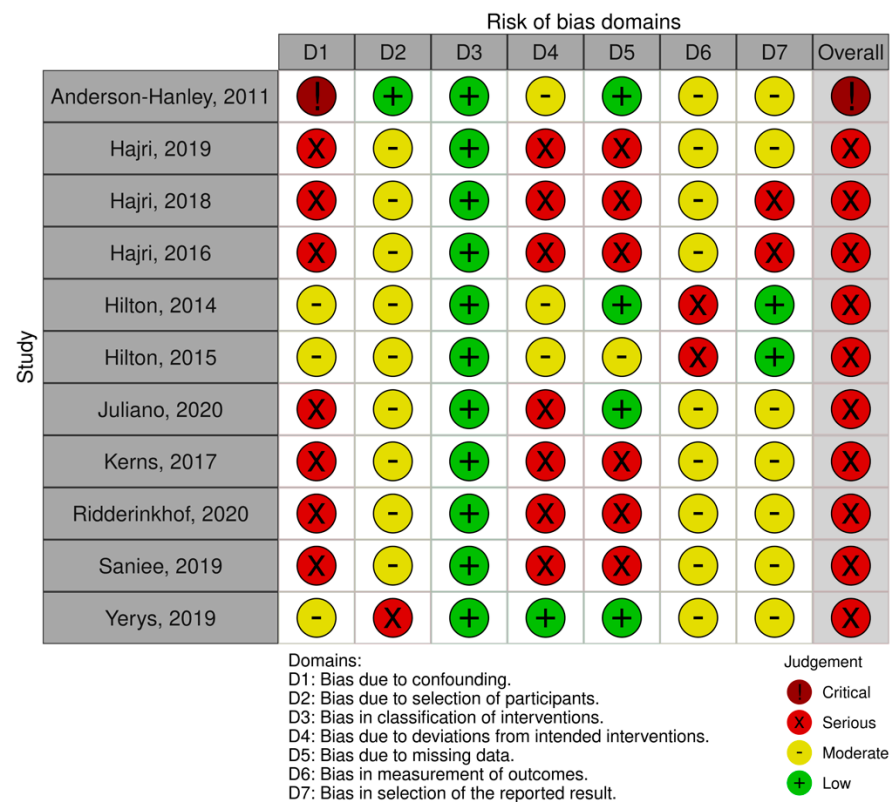 Risk of bias domains
D1 D2 D3 D4 D5 D6 D7 Overall
Study
Anderson-Hanley, 2011 ! + + - + - - !
Hajri, 2019 X - + X X - - X
Hajri, 2018 X - + X X - X X
Hajri, 2016 X - + X X - X X
Hilton, 2014 - - + - + X + X
Hilton, 2015 - - + - - X + X
Juliano, 2020 X - + X + - - X
Kerns, 2017 X - + X X - - X
Ridderinkhof, 2020 X - + X X - - X
Saniee, 2019 X - + X X - - X
Yerys, 2019 - X + + + - - X
Domains:
D1: Bias due to confounding.
D2: Bias due to selection of participants.
D3: Bias in classification of interventions.
D4: Bias due to deviations from intended interventions.
D5: Bias due to missing data.
D6: Bias in measurement of outcomes.
D7: Bias in selection of the reported result.
Judgement
! Critical
X Serious
- Moderate
+ Low